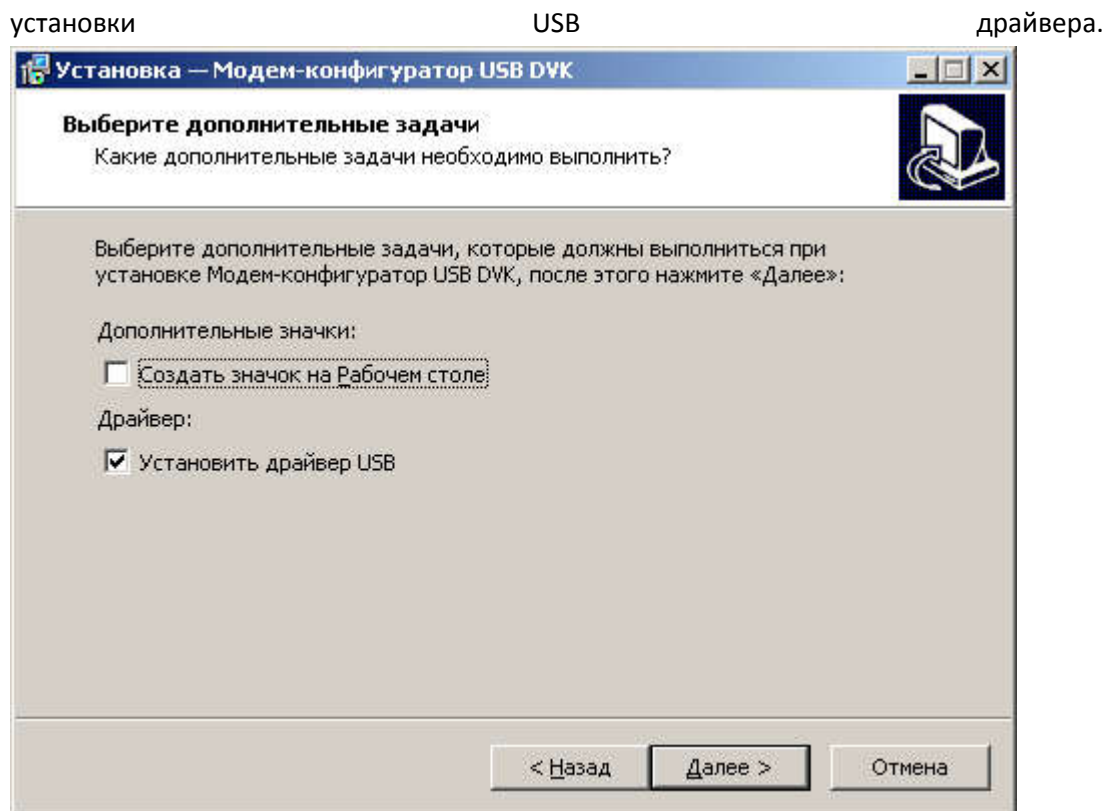 установки USB драйвера.
Установка — Модем-конфигуратор USB DVK
Выберите дополнительные задачи
Какие дополнительные задачи необходимо выполнить?
Выберите дополнительные задачи, которые должны выполниться при
установке Модем-конфигуратор USB DVK, после этого нажмите «Далее»:
Дополнительные значки:
Создать значок на Рабочем столе
Драйвер:
Установить драйвер USB
< Назад Далее > Отмена